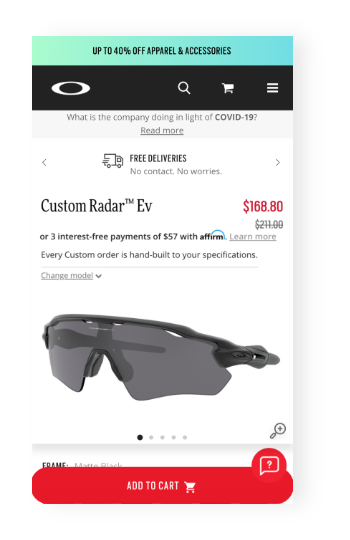 UP TO 40% OFF APPAREL & ACCESSORIES
What is the company doing in light of COVID-19?
Read more
FREE DELIVERIES
No contact. No worries.
Custom Radar™ Ev
$168.80
$211.00
or 3 interest-free payments of $57 with affirm. Learn more
Every Custom order is hand-built to your specifications.
Change model
FRAME: Matte Black
ADD TO CART